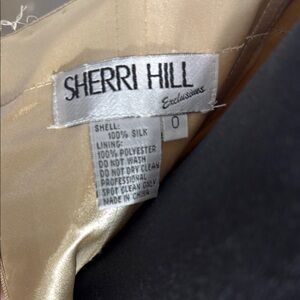 SHERRI HILL
Exclusives
0
SHELL:
100% SILK
LINING:
100% POLYESTER
DO NOT WASH
DO NOT DRY CLEAN
PROFESSIONAL
SPOT CLEAN ONLY
MADE IN CHINA